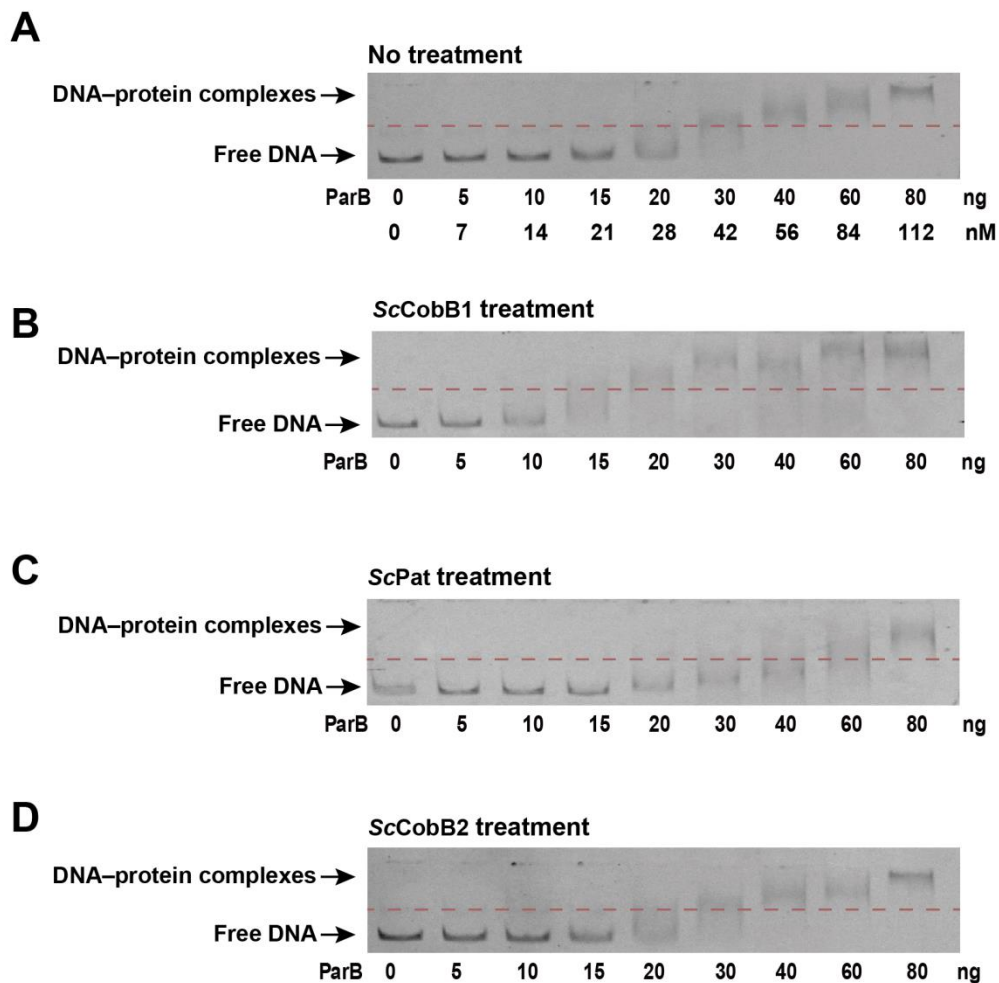 A
No treatment
DNA–protein complexes
Free DNA
ParB 0 5 10 15 20 30 40 60 80 ng
0 7 14 21 28 42 56 84 112 nM
B
ScCobB1 treatment
DNA–protein complexes
Free DNA
ParB 0 5 10 15 20 30 40 60 80 ng
C
ScPat treatment
DNA–protein complexes
Free DNA
ParB 0 5 10 15 20 30 40 60 80 ng
D
ScCobB2 treatment
DNA–protein complexes
Free DNA
ParB 0 5 10 15 20 30 40 60 80 ng